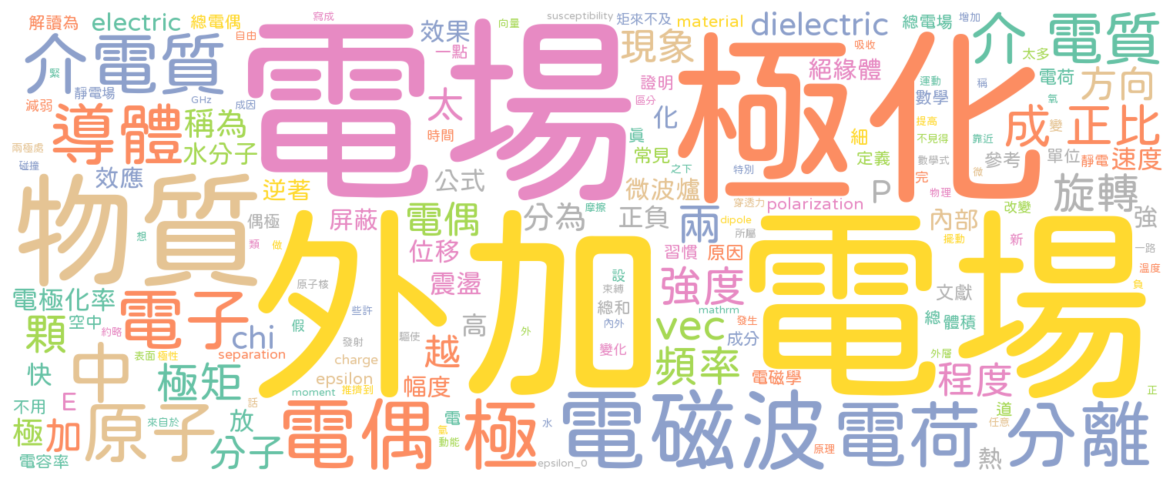 解讀為 electric 總電偶
寫成
向量
susceptibility
矩來不及
material
dielectric
總電場
增加
介 電質
自由
效果
一點
現象
吸收
太多
緊
介電質
電場
極化
絕緣體
證明
運動
稱
電荷
方向
靜電場
GHz
成因
減弱
太
區分
化
數學
氫
導體
稱為
時間
真
提高
變
成 正比
兩極處
水分子
常見
細
不見得
靠近
碰撞
之下
定義
數學式
參考
單位
靜電
速度
效應
逆著
公式
微波爐
特別
完
微
物理
物質
偶極
屏蔽
電偶
分為
正負
摩擦
穿透力
polarization
P
旋轉
改變
dipole
所屬
內部
擺動
新
強
想
類
做
外加電場
位移
兩
習慣
原因
一路
溫度
負
電極化率
空中
電子
原子核
些許
震盪
設
束縛
強度
文獻
總和
mathrm
總
體積
約略
假
驅使
高
內外
vec
發生
成分
顆
chi
發射
外
變化
外層
表面
極性
separation
越
頻率
電磁學
程度
快
中
charge
epsilon
幅度
正
極矩
moment
推擠到
不用
E
來自於
放
話
電
氧
道
任意
極
加
原子
電偶極
電磁波
電荷
分離
動能
水
原理
熱
電容率
分子
epsilon_0